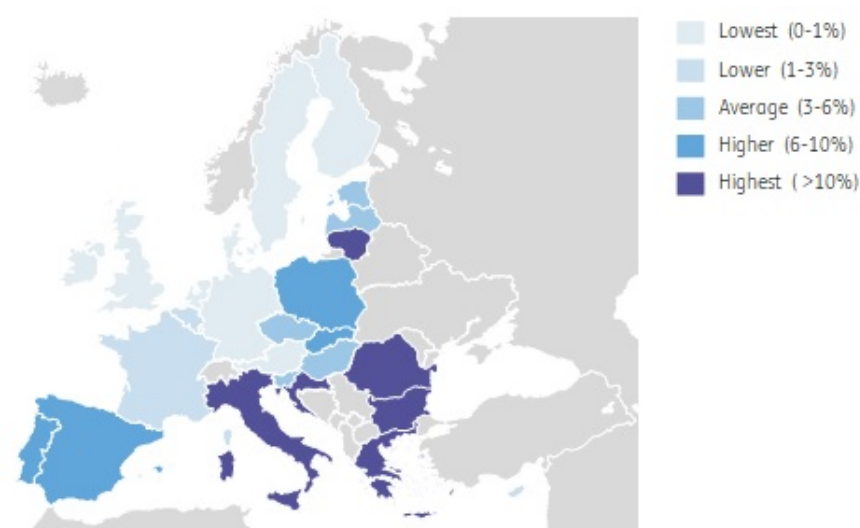 Lowest (0-1%)
Lower (1-3%)
Average (3-6%)
Higher (6-10%)
Highest ( >10%)